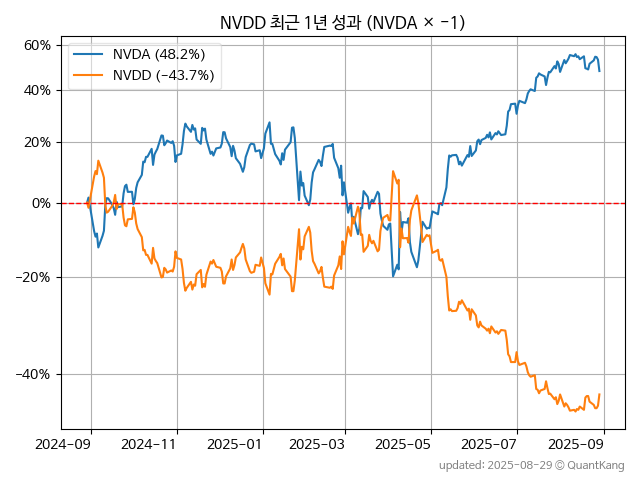 NVDD 최근 1년 성과 (NVDA × -1)
NVDA (48.2%)
NVDD (-43.7%)
60%
40%
20%
0%
-20%
-40%
2024-09 2024-11 2025-01 2025-03 2025-05 2025-07 2025-09
updated: 2025-08-29 © QuantKang